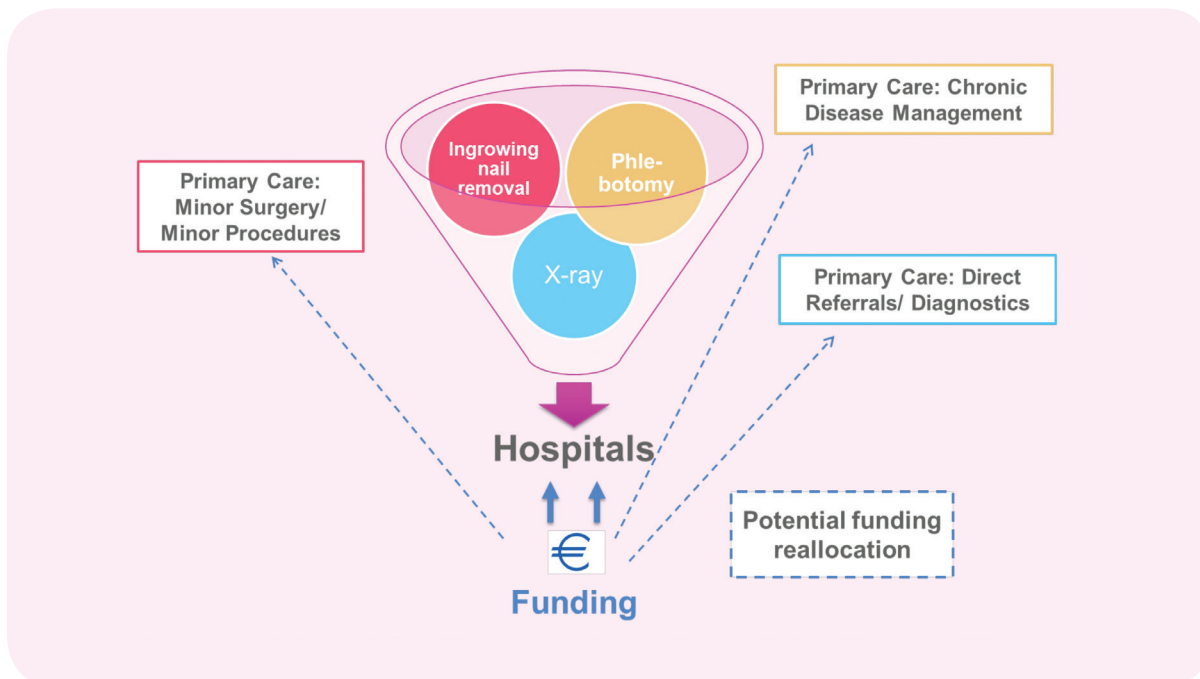 Primary Care: Chronic
Disease Management
Ingrowing
nail
removal
Phle-
botomy
Primary Care:
Minor Surgery/
Minor Procedures
X-ray
Primary Care: Direct
Referrals/ Diagnostics
Hospitals
Potential funding
reallocation
€
Funding